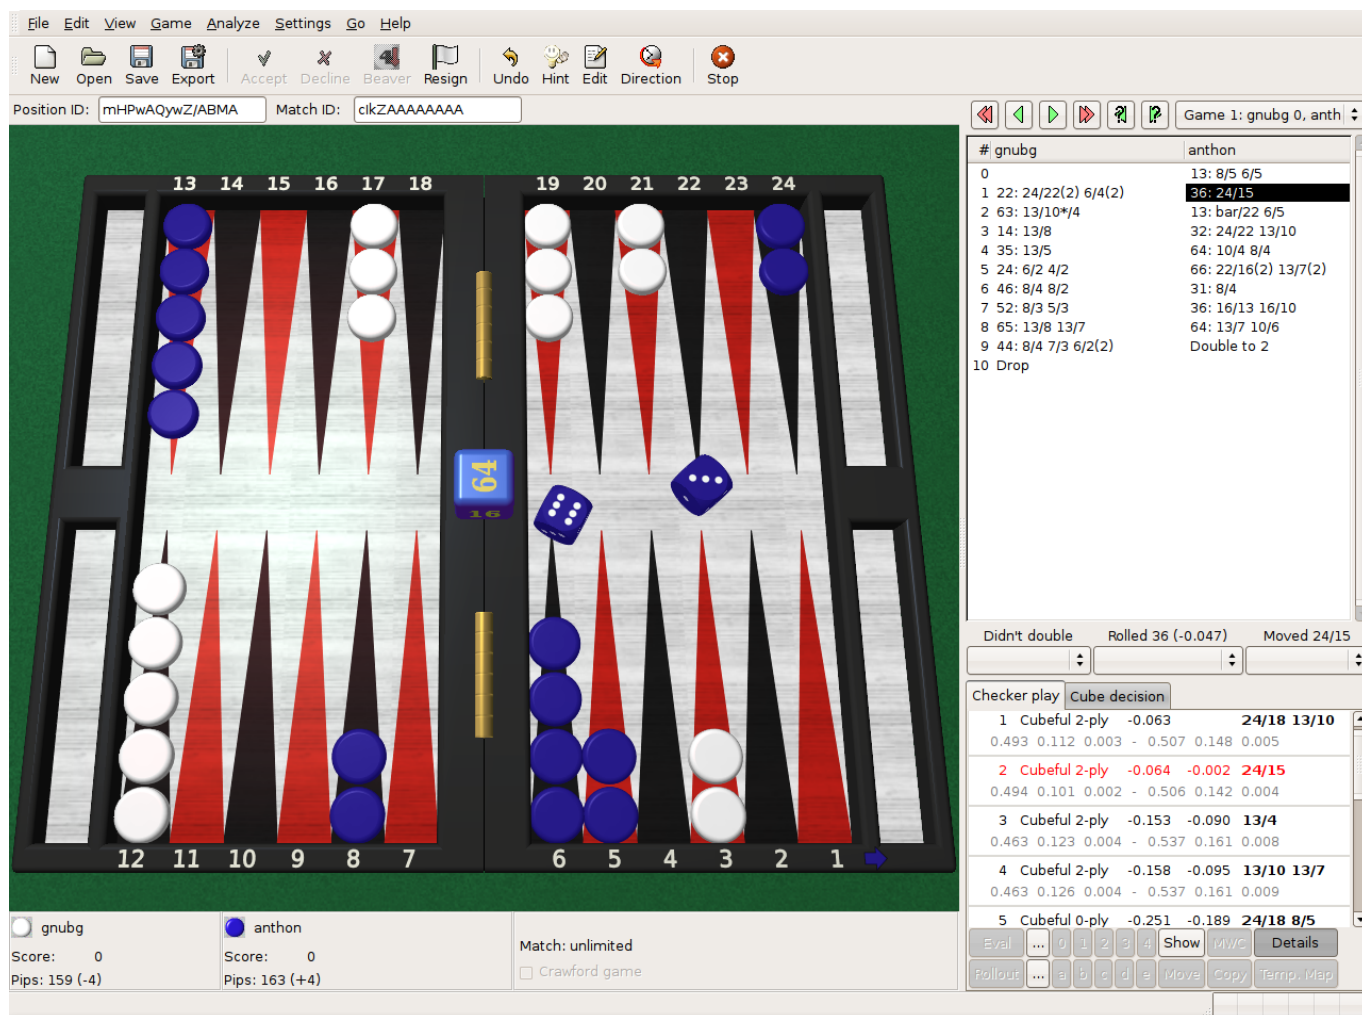 File Edit View Game Analyze Settings Go Help
New Open Save Export Accept Decline Beaver Resign Undo Hint Edit Direction Stop
Position ID: mHPwAQywZ/ABMA Match ID: cIkZAAAAAAAA
Game 1: gnubg 0, anth
# gnubg anthon
0 13: 8/5 6/5
1 22: 24/22(2) 6/4(2) 36: 24/15
2 63: 13/10*/4 13: bar/22 6/5
3 14: 13/8 32: 24/22 13/10
4 35: 13/5 64: 10/4 8/4
5 24: 6/2 4/2 66: 22/16(2) 13/7(2)
6 46: 8/4 8/2 31: 8/4
7 52: 8/3 5/3 36: 16/13 16/10
8 65: 13/8 13/7 64: 13/7 10/6
9 44: 8/4 7/3 6/2(2) Double to 2
10 Drop
13 14 15 16 17 18 19 20 21 22 23 24
64
16
12 11 10 9 8 7 6 5 4 3 2 1
Didn't double Rolled 36 (-0.047) Moved 24/15
Checker play Cube decision
1 Cubeful 2-ply -0.063 24/18 13/10
0.493 0.112 0.003 - 0.507 0.148 0.005
2 Cubeful 2-ply -0.064 -0.002 24/15
0.494 0.101 0.002 - 0.506 0.142 0.004
3 Cubeful 2-ply -0.153 -0.090 13/4
0.463 0.123 0.004 - 0.537 0.161 0.008
4 Cubeful 2-ply -0.158 -0.095 13/10 13/7
0.463 0.126 0.004 - 0.537 0.161 0.009
5 Cubeful 0-ply -0.251 -0.189 24/18 8/5
Eval ... 0 1 2 3 4 Show MWC Details
Rollout ... a b c d e Move Copy Temp. Map
gnubg
Score: 0
Pips: 159 (-4)
anthon
Score: 0
Pips: 163 (+4)
Match: unlimited
Crawford game